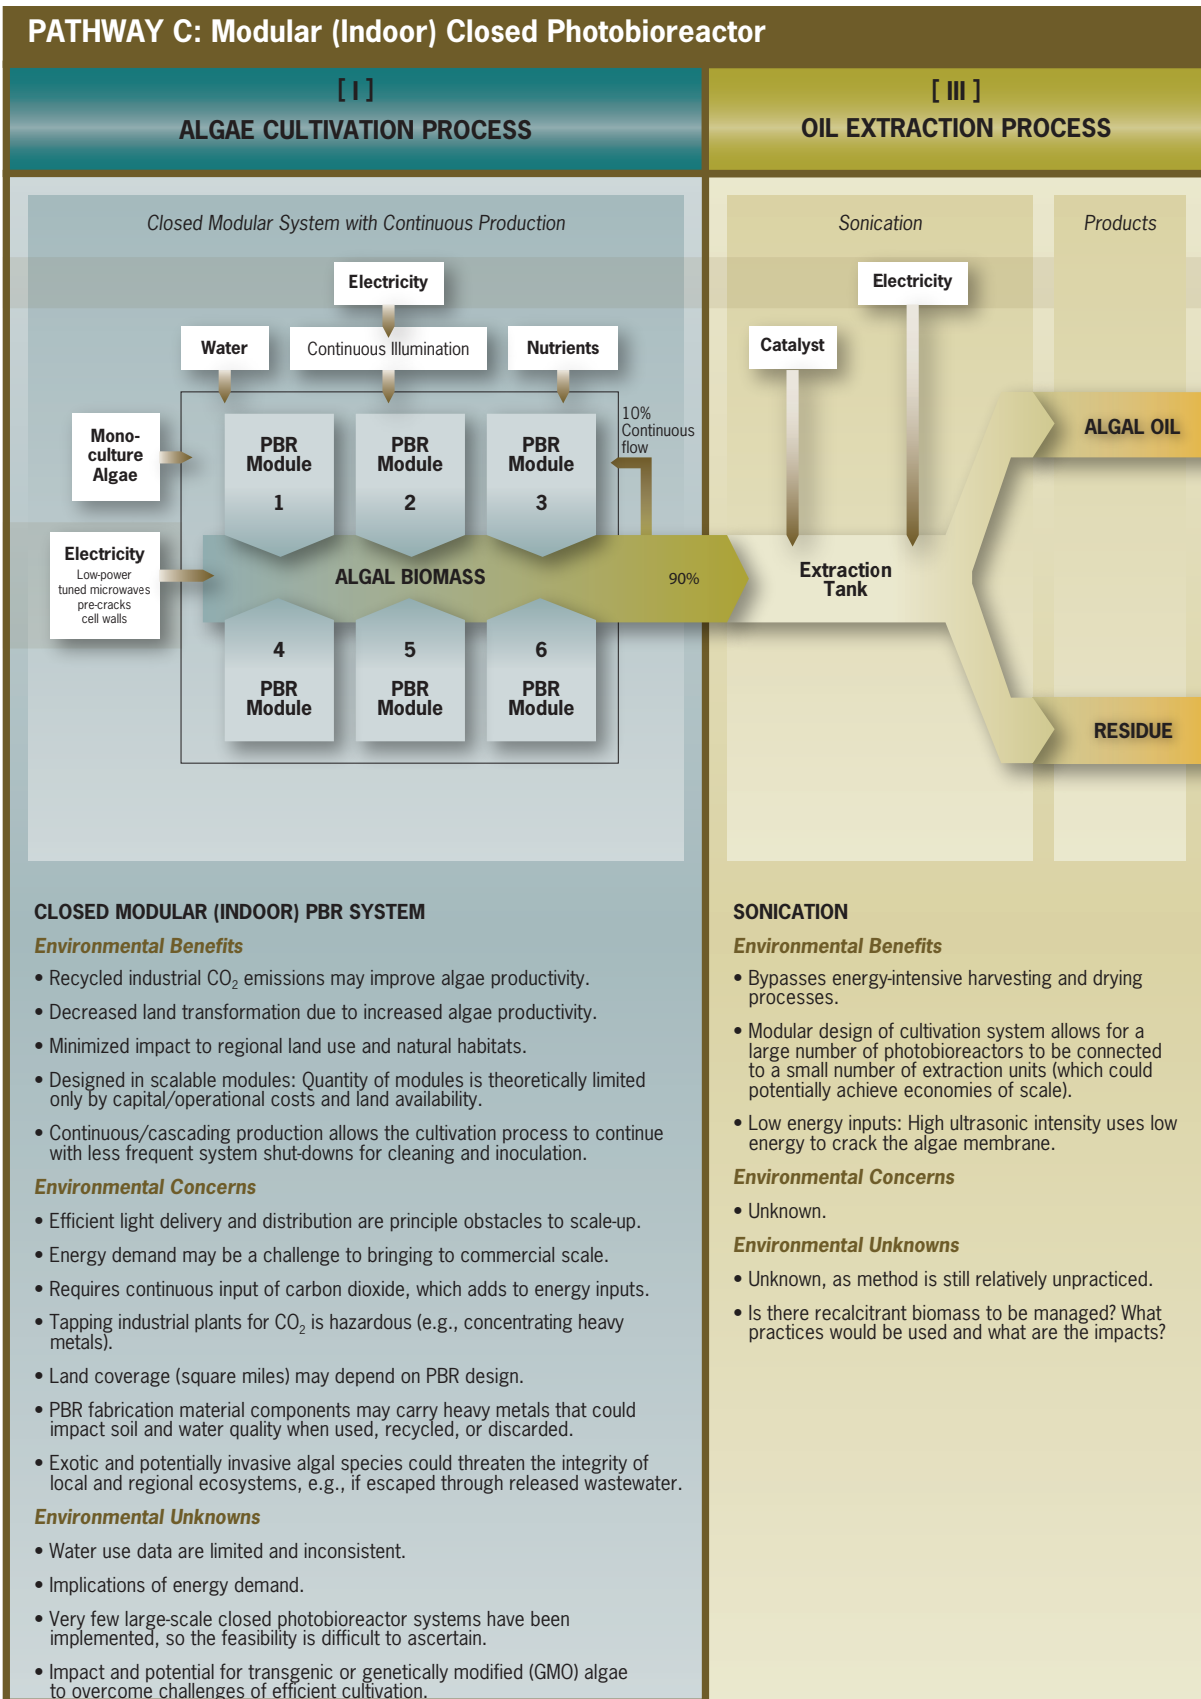 PATHWAY C: Modular (Indoor) Closed Photobioreactor
[ I ]
ALGAE CULTIVATION PROCESS
[ III ]
OIL EXTRACTION PROCESS
Closed Modular System with Continuous Production
Sonication
Products
Electricity
Electricity
Water
Continuous Illumination
Nutrients
Catalyst
10%
Continuous
flow
Mono-
culture
Algae
PBR
Module
1
PBR
Module
2
PBR
Module
3
ALGAL OIL
Electricity
Low-power
tuned microwaves
pre-cracks
cell walls
ALGAL BIOMASS
90%
Extraction
Tank
4
PBR
Module
5
PBR
Module
6
PBR
Module
RESIDUE
CLOSED MODULAR (INDOOR) PBR SYSTEM
Environmental Benefits
• Recycled industrial CO₂ emissions may improve algae productivity.
• Decreased land transformation due to increased algae productivity.
• Minimized impact to regional land use and natural habitats.
• Designed in scalable modules: Quantity of modules is theoretically limited
only by capital/operational costs and land availability.
• Continuous/cascading production allows the cultivation process to continue
with less frequent system shut-downs for cleaning and inoculation.
Environmental Concerns
• Efficient light delivery and distribution are principle obstacles to scale-up.
• Energy demand may be a challenge to bringing to commercial scale.
• Requires continuous input of carbon dioxide, which adds to energy inputs.
• Tapping industrial plants for CO₂ is hazardous (e.g., concentrating heavy
metals).
• Land coverage (square miles) may depend on PBR design.
• PBR fabrication material components may carry heavy metals that could
impact soil and water quality when used, recycled, or discarded.
• Exotic and potentially invasive algal species could threaten the integrity of
local and regional ecosystems, e.g., if escaped through released wastewater.
Environmental Unknowns
• Water use data are limited and inconsistent.
• Implications of energy demand.
• Very few large-scale closed photobioreactor systems have been
implemented, so the feasibility is difficult to ascertain.
• Impact and potential for transgenic or genetically modified (GMO) algae
to overcome challenges of efficient cultivation.
SONICATION
Environmental Benefits
• Bypasses energy-intensive harvesting and drying
processes.
• Modular design of cultivation system allows for a
large number of photobioreactors to be connected
to a small number of extraction units (which could
potentially achieve economies of scale).
• Low energy inputs: High ultrasonic intensity uses low
energy to crack the algae membrane.
Environmental Concerns
• Unknown.
Environmental Unknowns
• Unknown, as method is still relatively unpracticed.
• Is there recalcitrant biomass to be managed? What
practices would be used and what are the impacts?